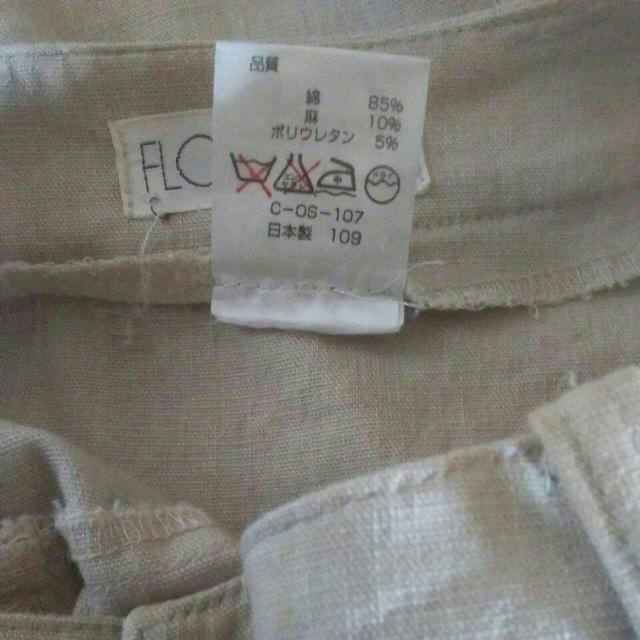 品質
綿 85%
麻 10%
ポリウレタン 5%
C-OS-107
日本製 109
FLO